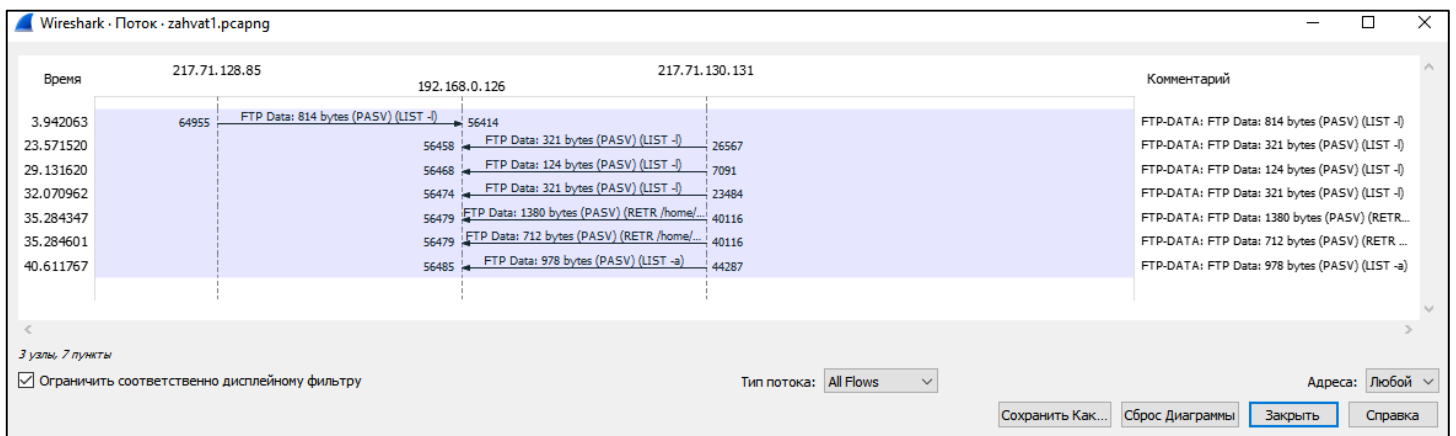 Wireshark · Поток · zahvat1.pcapng
Время 217.71.128.85 192.168.0.126 217.71.130.131 Комментарий
3.942063 64955 FTP Data: 814 bytes (PASV) (LIST -l) 56414 FTP-DATA: FTP Data: 814 bytes (PASV) (LIST -l)
23.571520 56458 FTP Data: 321 bytes (PASV) (LIST -l) 26567 FTP-DATA: FTP Data: 321 bytes (PASV) (LIST -l)
29.131620 56468 FTP Data: 124 bytes (PASV) (LIST -l) 7091 FTP-DATA: FTP Data: 124 bytes (PASV) (LIST -l)
32.070962 56474 FTP Data: 321 bytes (PASV) (LIST -l) 23484 FTP-DATA: FTP Data: 321 bytes (PASV) (LIST -l)
35.284347 56479 FTP Data: 1380 bytes (PASV) (RETR /home/... 40116 FTP-DATA: FTP Data: 1380 bytes (PASV) (RETR...
35.284601 56479 FTP Data: 712 bytes (PASV) (RETR /home/... 40116 FTP-DATA: FTP Data: 712 bytes (PASV) (RETR ...
40.611767 56485 FTP Data: 978 bytes (PASV) (LIST -a) 44287 FTP-DATA: FTP Data: 978 bytes (PASV) (LIST -a)
3 узлы, 7 пункты
Ограничить соответственно дисплейному фильтру Тип потока: All Flows Адреса: Любой
Сохранить Как... Сброс Диаграммы Закрыть Справка